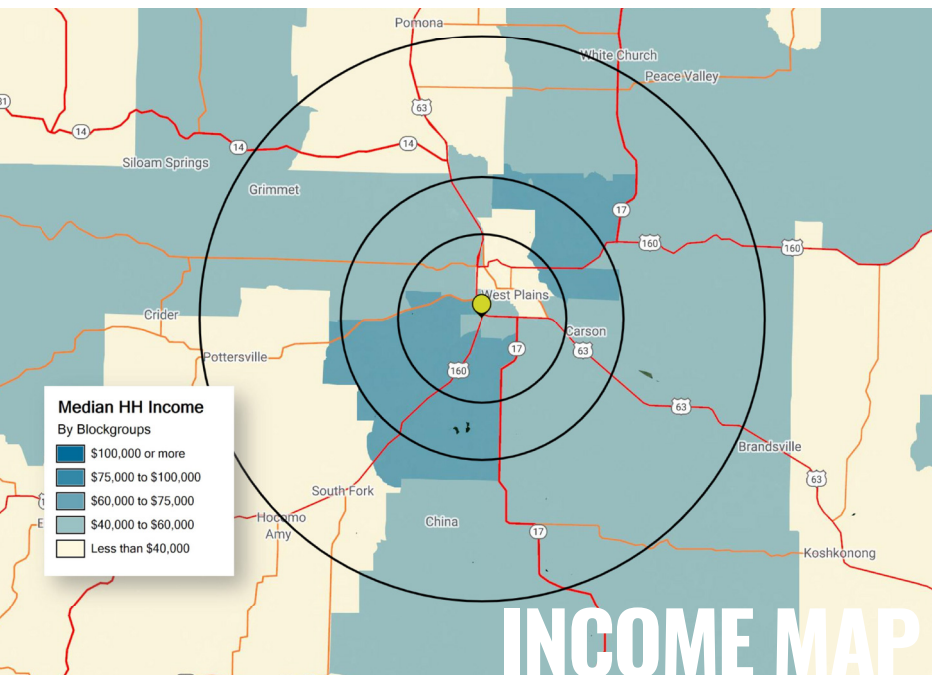 Pomona
White Church
Peace Valley
63
14
14
14
Siloam Springs
Grimmet
17
160
160
West Plains
Crider
Carson
Pottersville
17
63
160
63
Median HH Income
By Blockgroups
$100,000 or more
$75,000 to $100,000
$60,000 to $75,000
$40,000 to $60,000
Less than $40,000
Brandsville
63
South Fork
Hocomo
Amy
China
17
Koshkonong
INCOME MAP